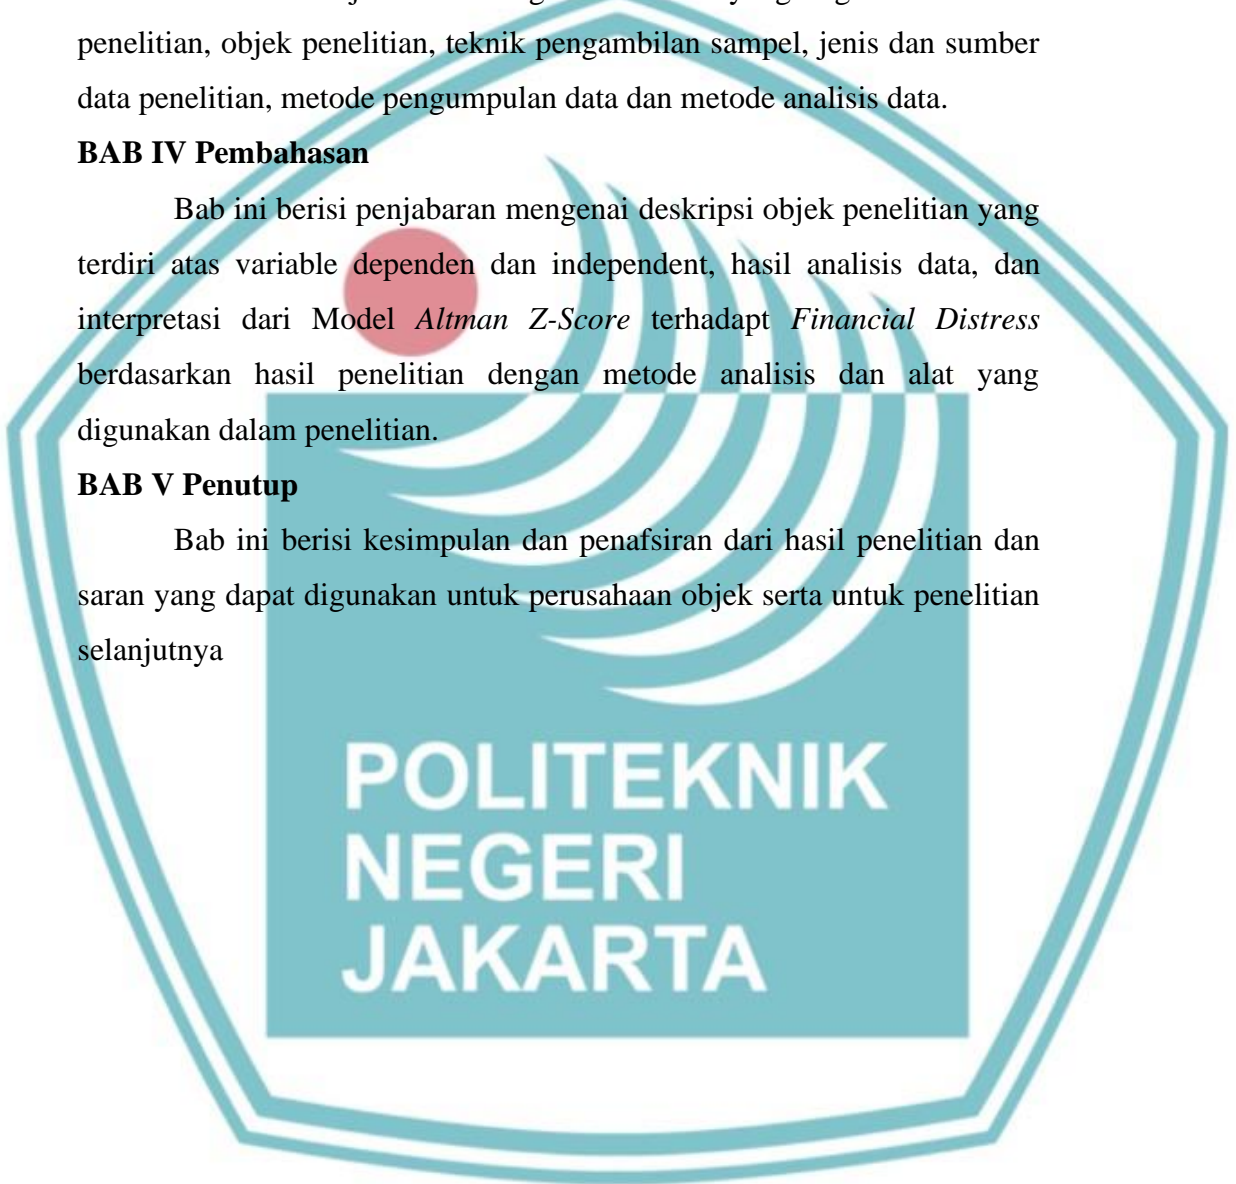 penelitian, objek penelitian, teknik pengambilan sampel, jenis dan sumber
data penelitian, metode pengumpulan data dan metode analisis data.
BAB IV Pembahasan
Bab ini berisi penjabaran mengenai deskripsi objek penelitian yang
terdiri atas variable dependen dan independent, hasil analisis data, dan
interpretasi dari Model Altman Z-Score terhadapt Financial Distress
berdasarkan hasil penelitian dengan metode analisis dan alat yang
digunakan dalam penelitian.
BAB V Penutup
Bab ini berisi kesimpulan dan penafsiran dari hasil penelitian dan
saran yang dapat digunakan untuk perusahaan objek serta untuk penelitian
selanjutnya
POLITEKNIK
NEGERI
JAKARTA